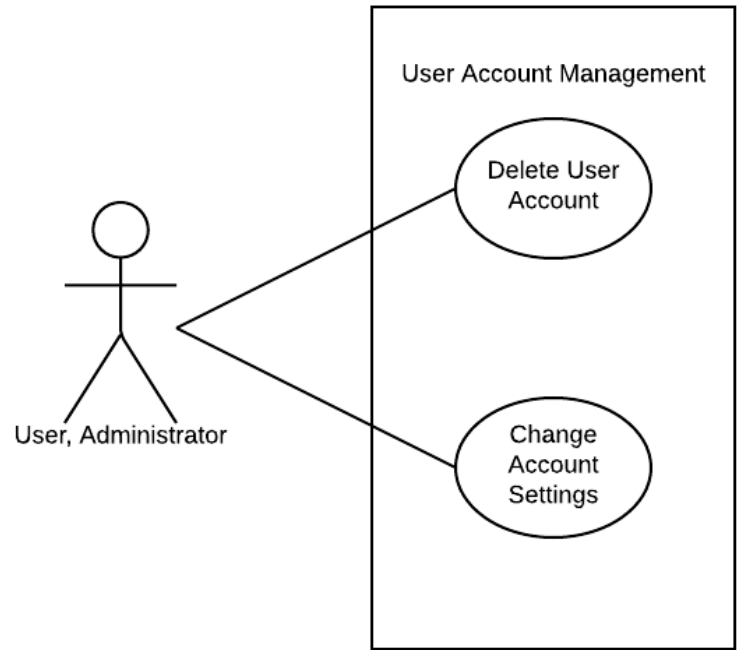 User Account Management
Delete User
Account
User, Administrator
Change
Account
Settings